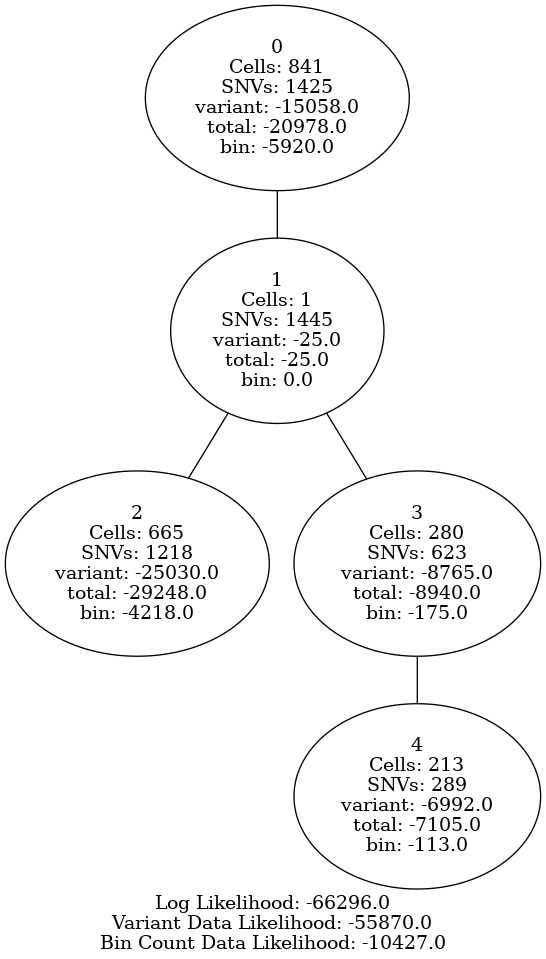 0
Cells: 841
SNVs: 1425
variant: -15058.0
total: -20978.0
bin: -5920.0
1
Cells: 1
SNVs: 1445
variant: -25.0
total: -25.0
bin: 0.0
2
Cells: 665
SNVs: 1218
variant: -25030.0
total: -29248.0
bin: -4218.0
3
Cells: 280
SNVs: 623
variant: -8765.0
total: -8940.0
bin: -175.0
4
Cells: 213
SNVs: 289
variant: -6992.0
total: -7105.0
bin: -113.0
Log Likelihood: -66296.0
Variant Data Likelihood: -55870.0
Bin Count Data Likelihood: -10427.0